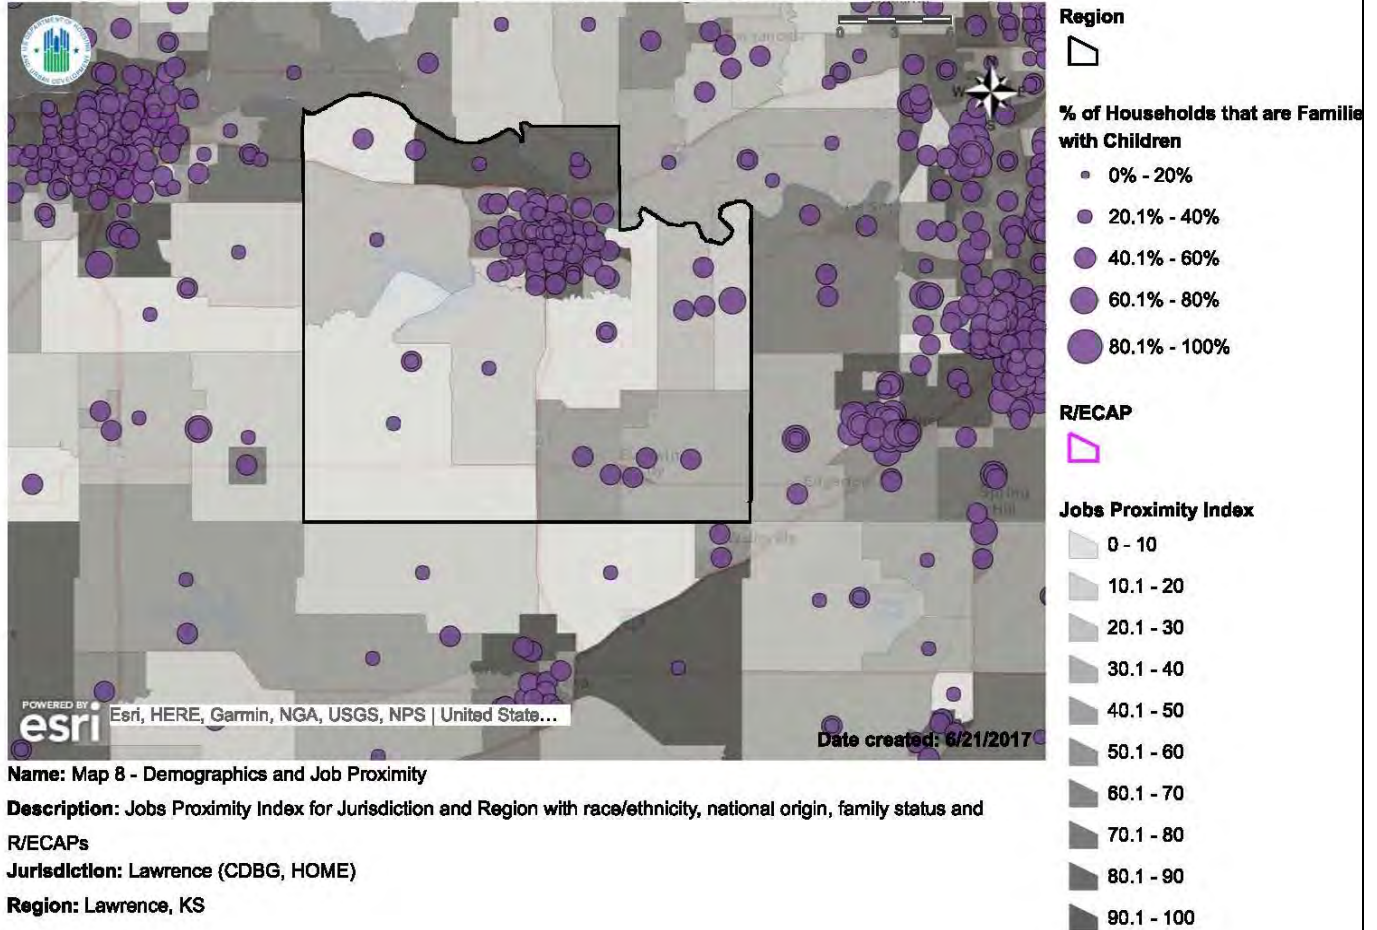 Region
% of Households that are Familie
with Children
0% - 20%
20.1% - 40%
40.1% - 60%
60.1% - 80%
80.1% - 100%
R/ECAP
Jobs Proximity Index
0 - 10
10.1 - 20
20.1 - 30
30.1 - 40
40.1 - 50
50.1 - 60
60.1 - 70
70.1 - 80
80.1 - 90
90.1 - 100
N
W
E
S
Spring
Hill
POWERED BY
esri
Esri, HERE, Garmin, NGA, USGS, NPS | United State...
Date created: 6/21/2017
Name: Map 8 - Demographics and Job Proximity
Description: Jobs Proximity Index for Jurisdiction and Region with race/ethnicity, national origin, family status and
R/ECAPs
Jurisdiction: Lawrence (CDBG, HOME)
Region: Lawrence, KS